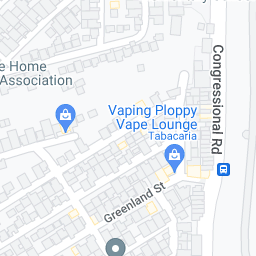 e Home
Association
Vaping Ploppy
Vape Lounge
Tabacaria
Congressional Rd
Greenland St